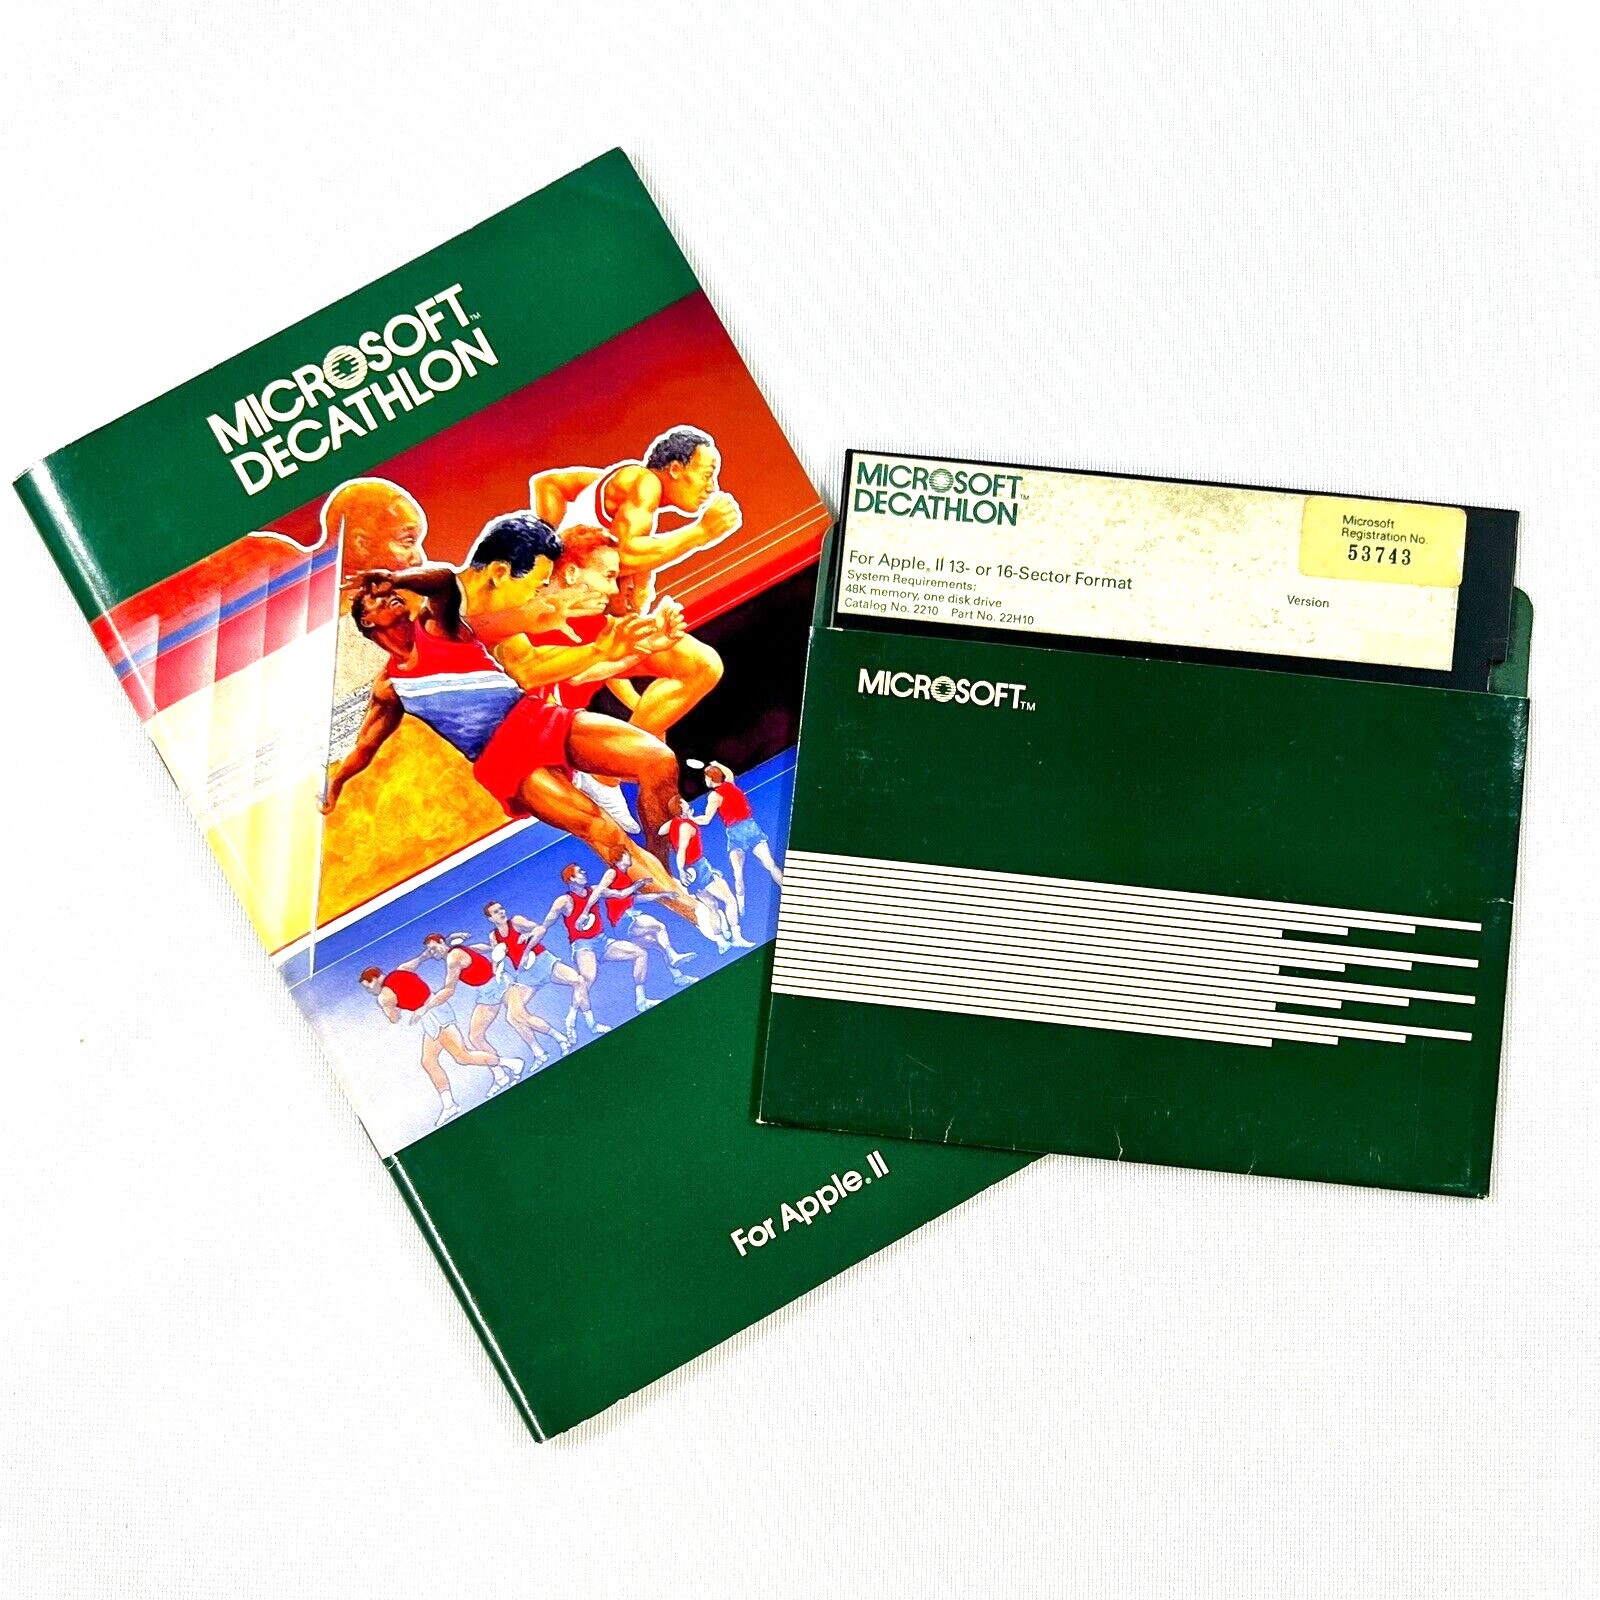 MICROSOFT™
DECATHLON
For Apple® II
MICROSOFT™
DECATHLON
For Apple® II 13- or 16-Sector Format
System Requirements:
48K memory, one disk drive
Catalog No. 2210 Part No. 22H10
Microsoft
Registration No.
53743
Version
MICROSOFT™